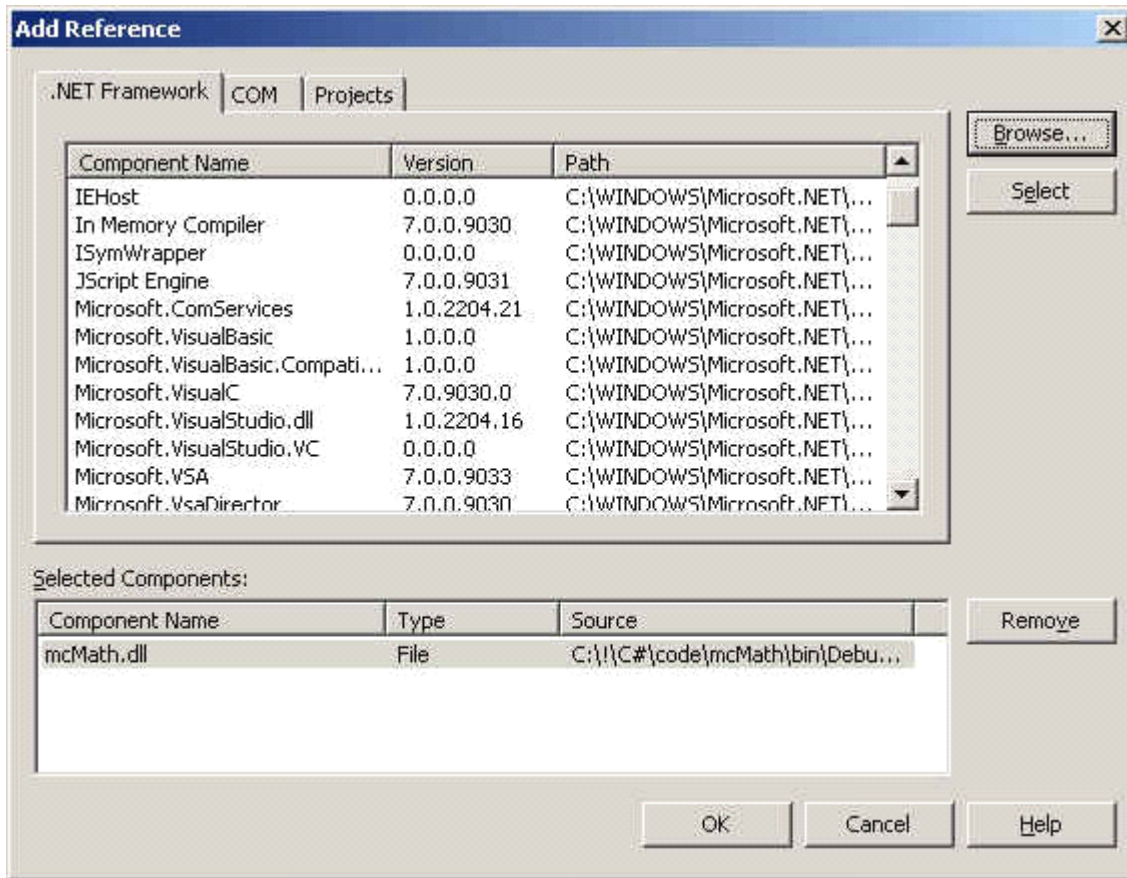 Add Reference
.NET Framework COM Projects
Browse...
Component Name Version Path
Select
IEHost 0.0.0.0 C:\WINDOWS\Microsoft.NET\...
In Memory Compiler 7.0.0.9030 C:\WINDOWS\Microsoft.NET\...
ISymWrapper 0.0.0.0 C:\WINDOWS\Microsoft.NET\...
JScript Engine 7.0.0.9031 C:\WINDOWS\Microsoft.NET\...
Microsoft.ComServices 1.0.2204.21 C:\WINDOWS\Microsoft.NET\...
Microsoft.VisualBasic 1.0.0.0 C:\WINDOWS\Microsoft.NET\...
Microsoft.VisualBasic.Compati... 1.0.0.0 C:\WINDOWS\Microsoft.NET\...
Microsoft.VisualC 7.0.9030.0 C:\WINDOWS\Microsoft.NET\...
Microsoft.VisualStudio.dll 1.0.2204.16 C:\WINDOWS\Microsoft.NET\...
Microsoft.VisualStudio.VC 0.0.0.0 C:\WINDOWS\Microsoft.NET\...
Microsoft.VSA 7.0.0.9033 C:\WINDOWS\Microsoft.NET\...
Microsoft.VsaDirector 7.0.0.9030 C:\WINDOWS\Microsoft.NET\...
Selected Components:
Component Name Type Source
Remove
mcMath.dll File C:\!\C#\code\mcMath\bin\Debu...
OK Cancel Help